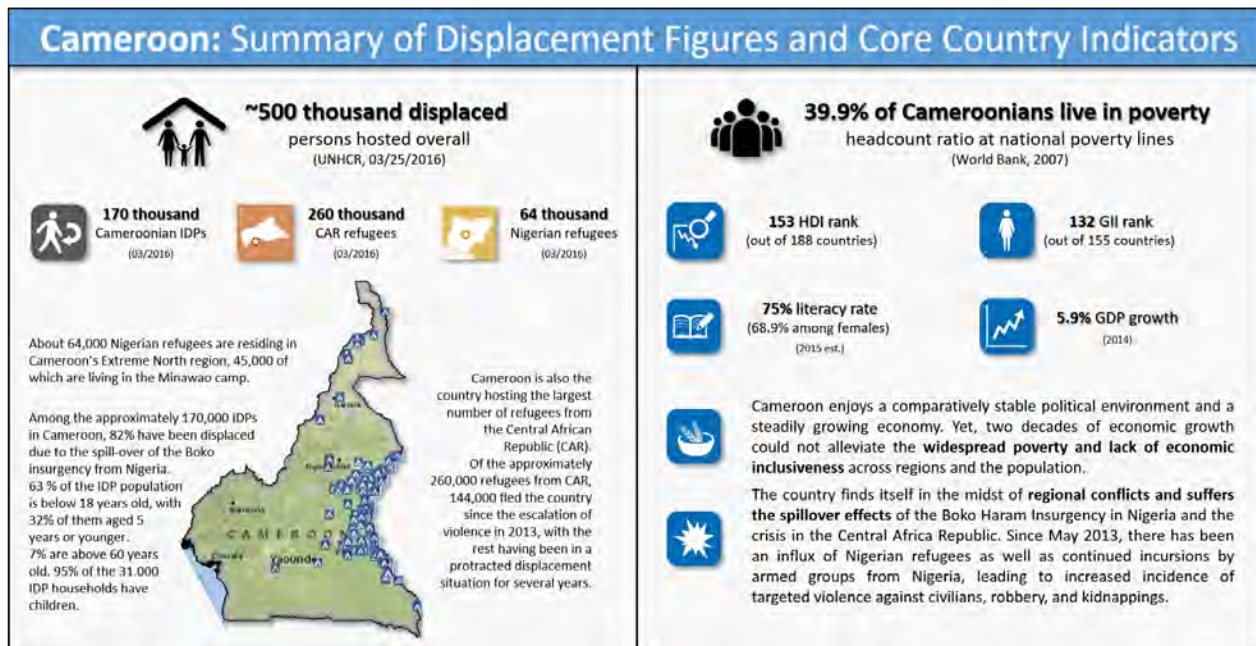 Cameroon: Summary of Displacement Figures and Core Country Indicators
~500 thousand displaced
persons hosted overall
(UNHCR, 03/25/2016)
170 thousand
Cameroonian IDPs
(03/2016)
260 thousand
CAR refugees
(03/2016)
64 thousand
Nigerian refugees
(03/2016)
About 64,000 Nigerian refugees are residing in
Cameroon's Extreme North region, 45,000 of
which are living in the Minawao camp.
Among the approximately 170,000 IDPs
in Cameroon, 82% have been displaced
due to the spill-over of the Boko
insurgency from Nigeria.
63 % of the IDP population
is below 18 years old, with
32% of them aged 5
years or younger.
7% are above 60 years
old. 95% of the 31.000
IDP households have
children.
CAMEROON
Yaounde
Cameroon is also the
country hosting the largest
number of refugees from
the Central African
Republic (CAR).
Of the approximately
260,000 refugees from CAR,
144,000 fled the country
since the escalation of
violence in 2013, with the
rest having been in a
protracted displacement
situation for several years.
39.9% of Cameroonians live in poverty
headcount ratio at national poverty lines
(World Bank, 2007)
153 HDI rank
(out of 188 countries)
132 GII rank
(out of 155 countries)
75% literacy rate
(68.9% among females)
(2015 est.)
5.9% GDP growth
(2014)
Cameroon enjoys a comparatively stable political environment and a
steadily growing economy. Yet, two decades of economic growth
could not alleviate the widespread poverty and lack of economic
inclusiveness across regions and the population.
The country finds itself in the midst of regional conflicts and suffers
the spillover effects of the Boko Haram Insurgency in Nigeria and the
crisis in the Central Africa Republic. Since May 2013, there has been
an influx of Nigerian refugees as well as continued incursions by
armed groups from Nigeria, leading to increased incidence of
targeted violence against civilians, robbery, and kidnappings.